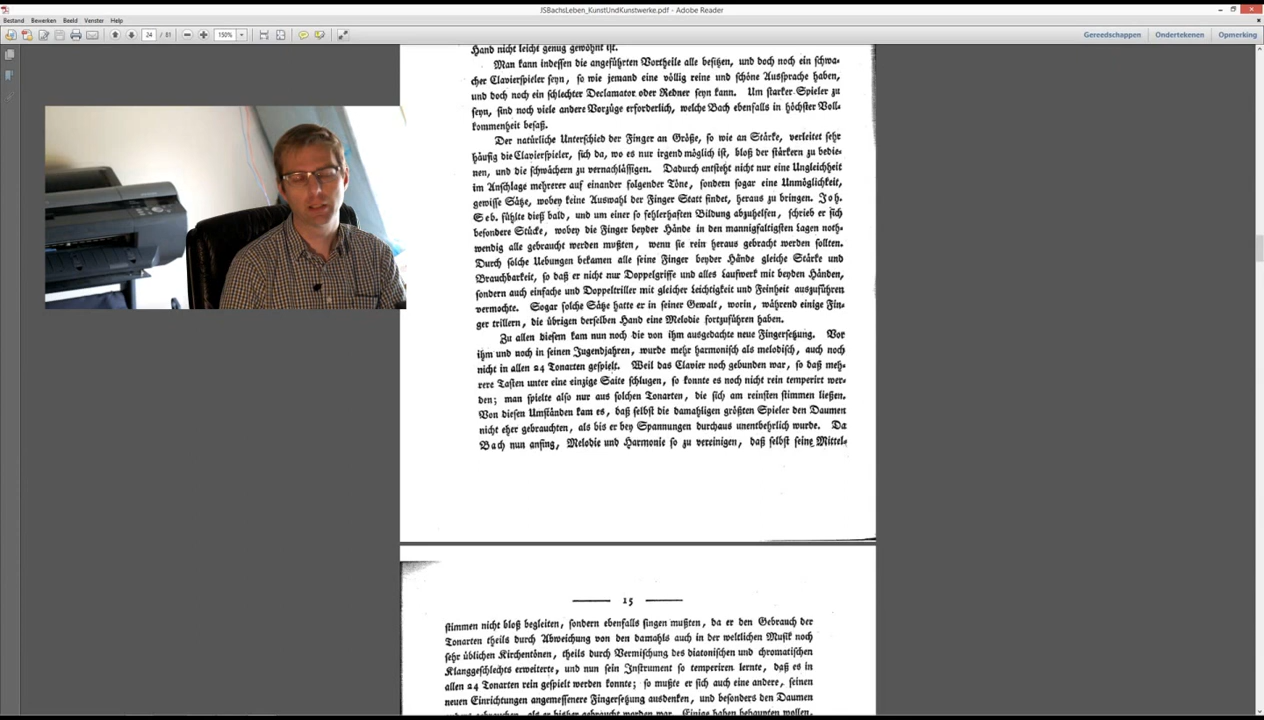 JSBachsLeben_KunstUndKunstwerke.pdf - Adobe Reader
Bestand Bewerken Beeld Venster Help
24 / 81 150% Gereedschappen Ondertekenen Opmerking
Hand nicht leicht genug gewöhnt ist.
Man kann indessen die angeführten Vortheile alle besitzen, und doch noch ein schwa-
cher Clavierspieler seyn, so wie jemand eine völlig reine und schöne Aussprache haben,
und doch noch ein schlechter Declamator oder Redner seyn kann. Um starker Spieler zu
seyn, sind noch viele andere Vorzüge erforderlich, welche Bach ebenfalls in höchster Voll-
kommenheit besaß.
Der natürliche Unterschied der Finger an Größe, so wie an Stärke, verleitet sehr
häufig die Clavierspieler, sich da, wo es nur irgend möglich ist, bloß der stärkern zu bedie-
nen, und die schwächern zu vernachlässigen. Dadurch entsteht nicht nur eine Ungleichheit
im Anschlage mehrerer auf einander folgender Töne, sondern sogar eine Unmöglichkeit,
gewisse Sätze, wobey keine Auswahl der Finger Statt findet, heraus zu bringen. Joh.
Seb. fühlte dieß bald, und um einer so fehlerhaften Bildung abzuhelfen, schrieb er sich
besondere Stücke, wobey die Finger beyder Hände in den mannigfaltigsten Lagen noth-
wendig alle gebraucht werden mußten, wenn sie rein heraus gebracht werden sollten.
Durch solche Uebungen bekamen alle seine Finger beyder Hände gleiche Stärke und
Brauchbarkeit, so daß er nicht nur Doppelgriffe und alles Laufwerk mit beyden Händen,
sondern auch einfache und Doppeltriller mit gleicher Leichtigkeit und Feinheit auszuführen
vermochte. Sogar solche Sätze hatte er in seiner Gewalt, worin, während einige Fin-
ger trillern, die übrigen derselben Hand eine Melodie fortzuführen haben.
Zu allen diesem kam nun noch die von ihm ausgedachte neue Fingersetzung. Vor
ihm und noch in seinen Jugendjahren, wurde mehr harmonisch als melodisch, auch noch
nicht in allen 24 Tonarten gespielt. Weil das Clavier noch gebunden war, so daß meh-
rere Tasten unter eine einzige Saite schlugen, so konnte es noch nicht rein temperirt wer-
den; man spielte also nur aus solchen Tonarten, die sich am reinsten stimmen ließen.
Von diesen Umständen kam es, daß selbst die damahligen größten Spieler den Daumen
nicht eher gebrauchten, als bis er bey Spannungen durchaus unentbehrlich wurde. Da
Bach nun anfing, Melodie und Harmonie so zu vereinigen, daß selbst seine Mittel-
15
stimmen nicht bloß begleiten, sondern ebenfalls singen mußten, da er den Gebrauch der
Tonarten theils durch Abweichung von den damahls auch in der weltlichen Musik noch
sehr üblichen Kirchentönen, theils durch Vermischung des diatonischen und chromatischen
Klanggeschlechts erweiterte, und nun sein Instrument so temperiren lernte, daß es in
allen 24 Tonarten rein gespielt werden konnte; so mußte er sich auch eine andere, seinen
neuen Einrichtungen angemessenere Fingersetzung ausdenken, und besonders den Daumen